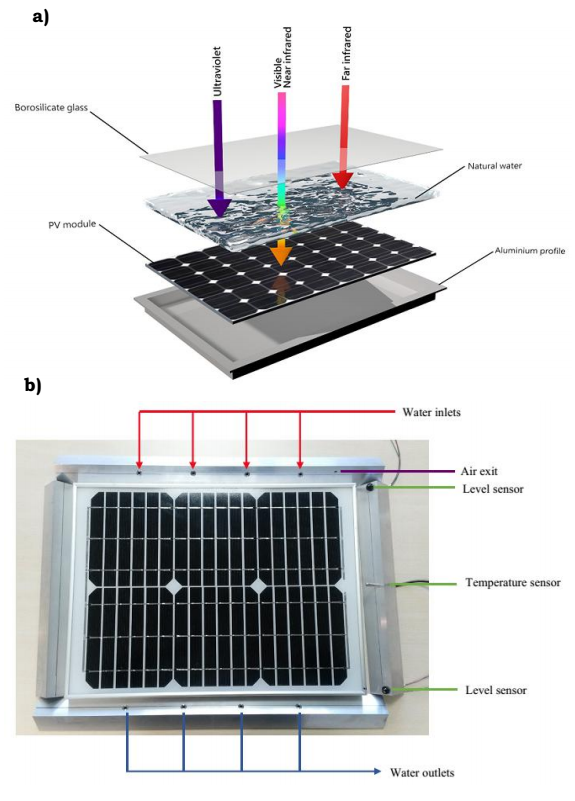 a)
Ultraviolet
Visible
Near infrared
Far infrared
Borosilicate glass
Natural water
PV module
Aluminium profile
b)
Water inlets
Air exit
Level sensor
Temperature sensor
Level sensor
Water outlets